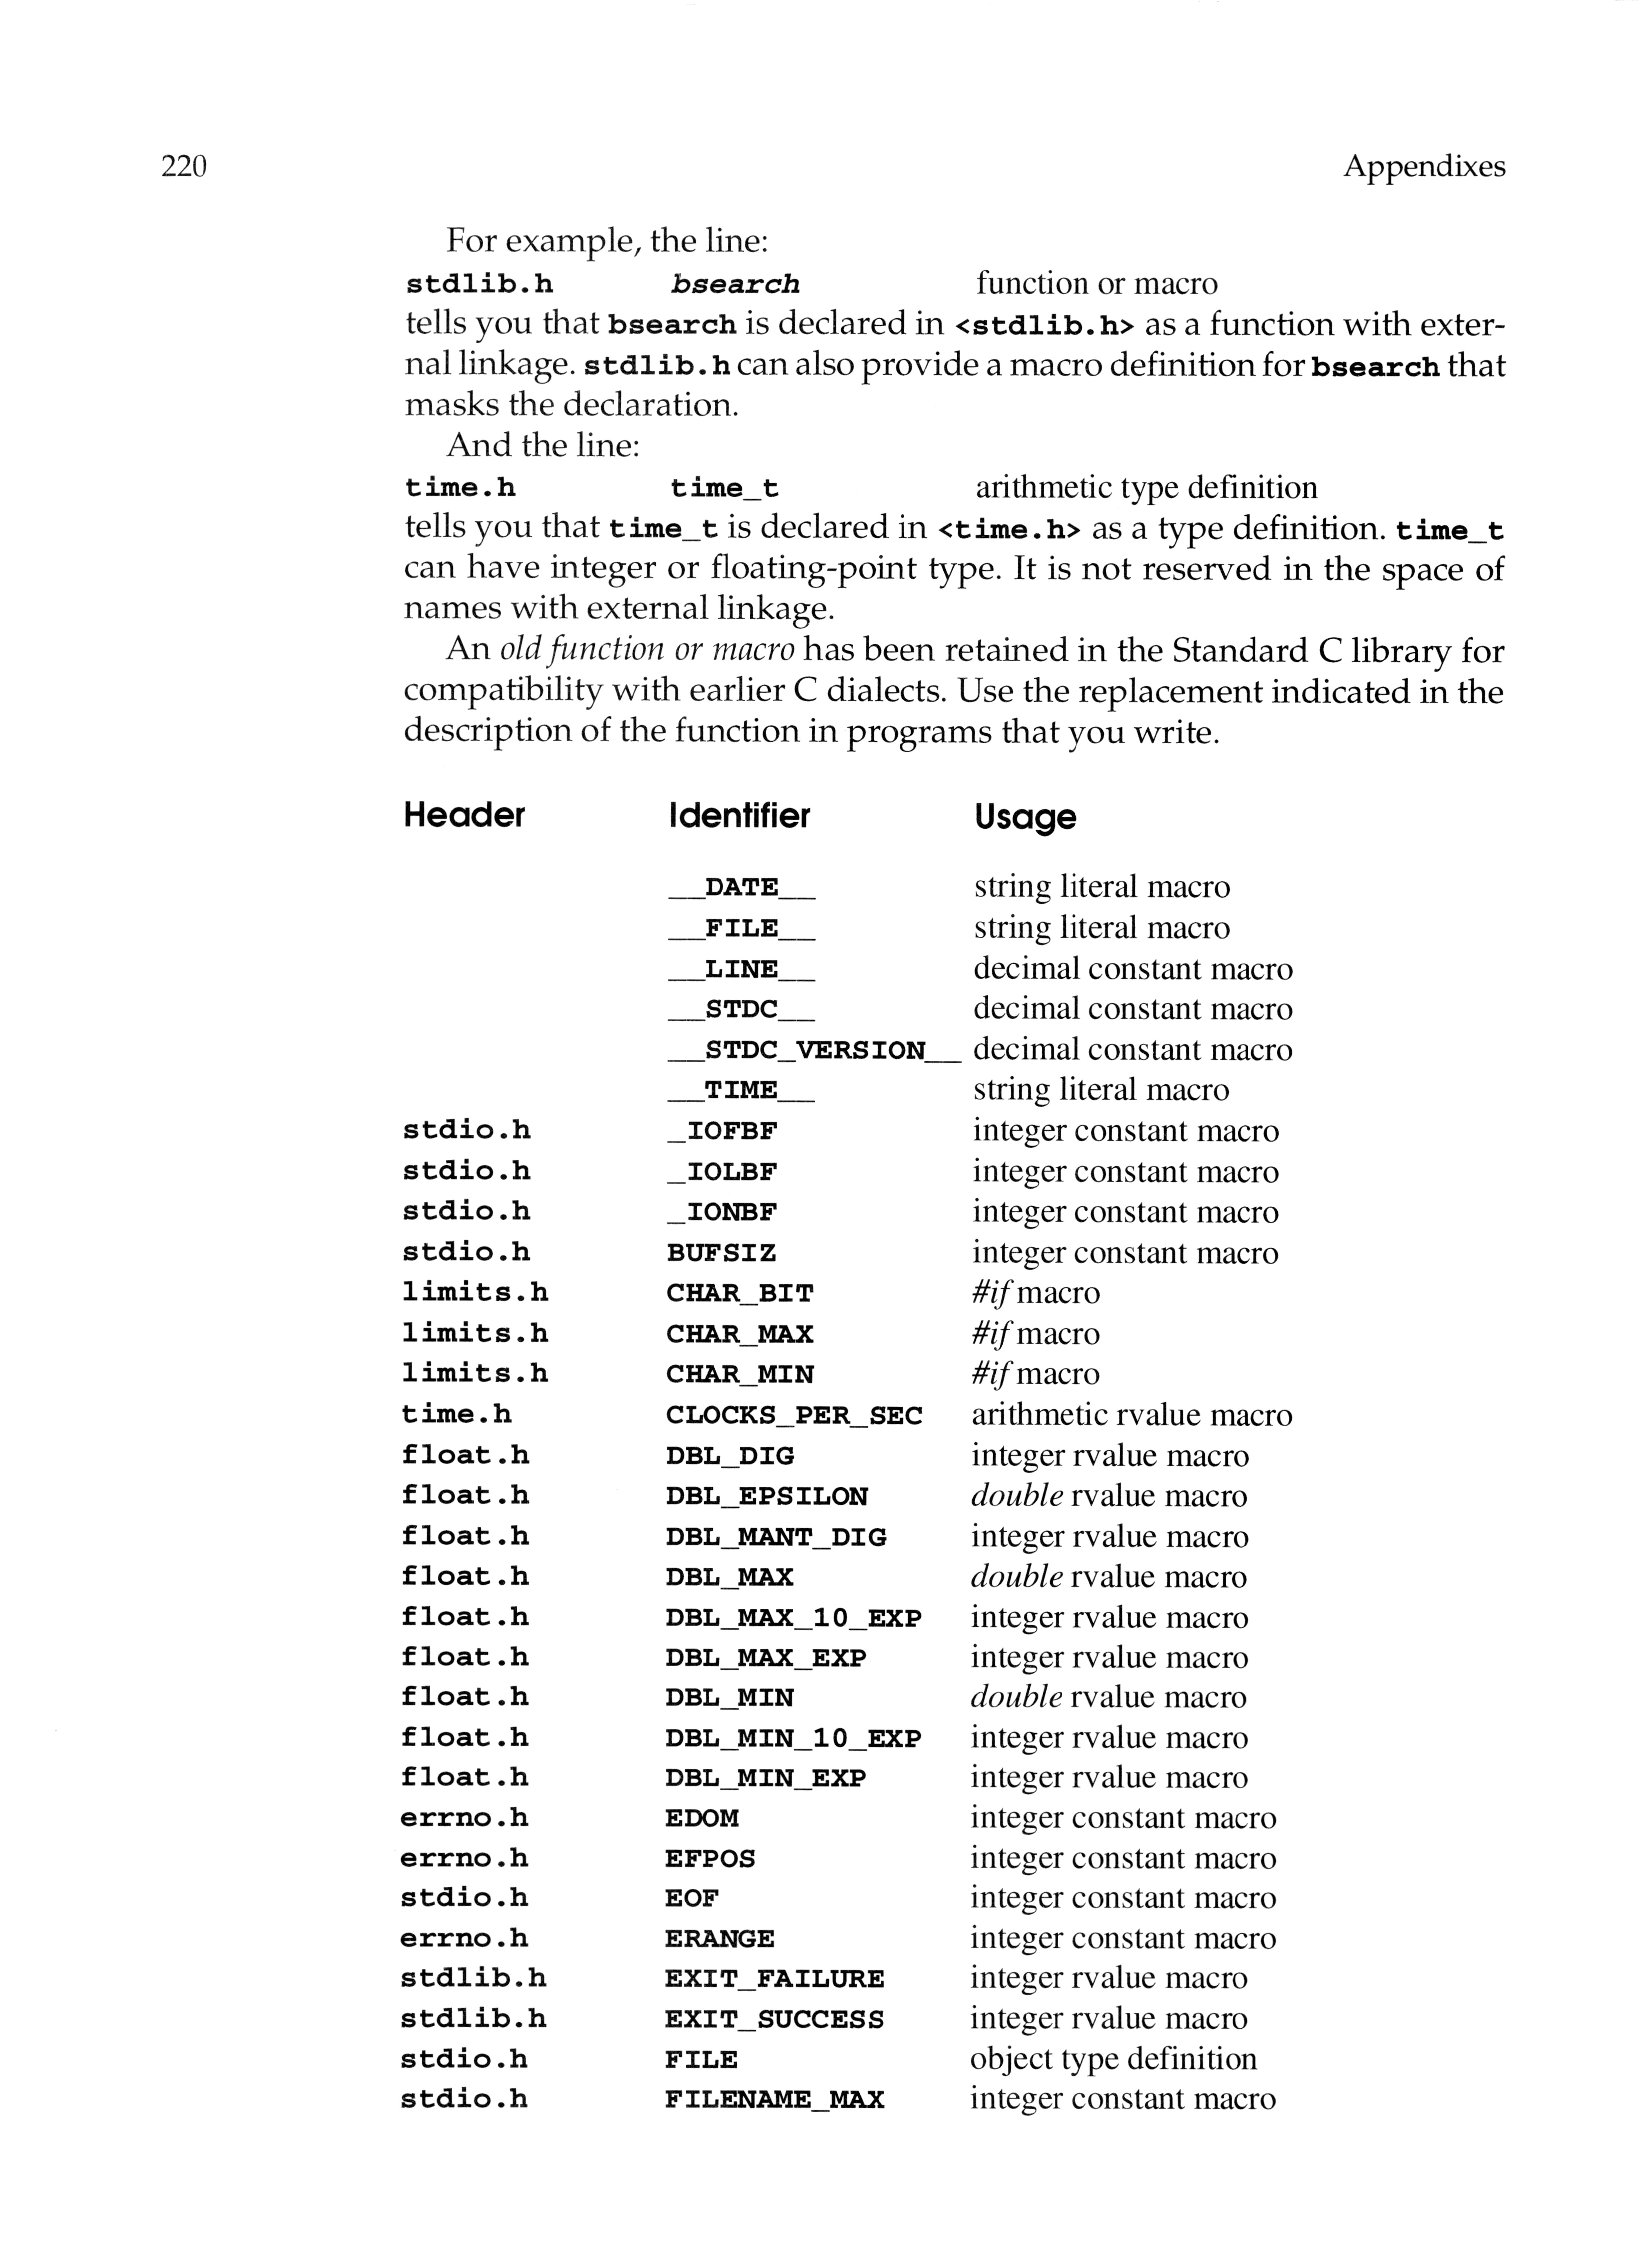 220 Appendixes
For example, the line:
stdlib.h bsearch function or macro
tells you that bsearch is declared in <stdlib.h> as a function with exter-
nal linkage. stdlib.h can also provide a macro definition for bsearch that
masks the declaration.
And the line:
time.h time_t arithmetic type definition
tells you that time_t is declared in <time.h> as a type definition. time_t
can have integer or floating-point type. It is not reserved in the space of
names with external linkage.
An old function or macro has been retained in the Standard C library for
compatibility with earlier C dialects. Use the replacement indicated in the
description of the function in programs that you write.
Header Identifier Usage
__DATE__ string literal macro
__FILE__ string literal macro
__LINE__ decimal constant macro
__STDC__ decimal constant macro
__STDC_VERSION__ decimal constant macro
__TIME__ string literal macro
stdio.h _IOFBF integer constant macro
stdio.h _IOLBF integer constant macro
stdio.h _IONBF integer constant macro
stdio.h BUFSIZ integer constant macro
limits.h CHAR_BIT #if macro
limits.h CHAR_MAX #if macro
limits.h CHAR_MIN #if macro
time.h CLOCKS_PER_SEC arithmetic rvalue macro
float.h DBL_DIG integer rvalue macro
float.h DBL_EPSILON double rvalue macro
float.h DBL_MANT_DIG integer rvalue macro
float.h DBL_MAX double rvalue macro
float.h DBL_MAX_10_EXP integer rvalue macro
float.h DBL_MAX_EXP integer rvalue macro
float.h DBL_MIN double rvalue macro
float.h DBL_MIN_10_EXP integer rvalue macro
float.h DBL_MIN_EXP integer rvalue macro
errno.h EDOM integer constant macro
errno.h EFPOS integer constant macro
stdio.h EOF integer constant macro
errno.h ERANGE integer constant macro
stdlib.h EXIT_FAILURE integer rvalue macro
stdlib.h EXIT_SUCCESS integer rvalue macro
stdio.h FILE object type definition
stdio.h FILENAME_MAX integer constant macro